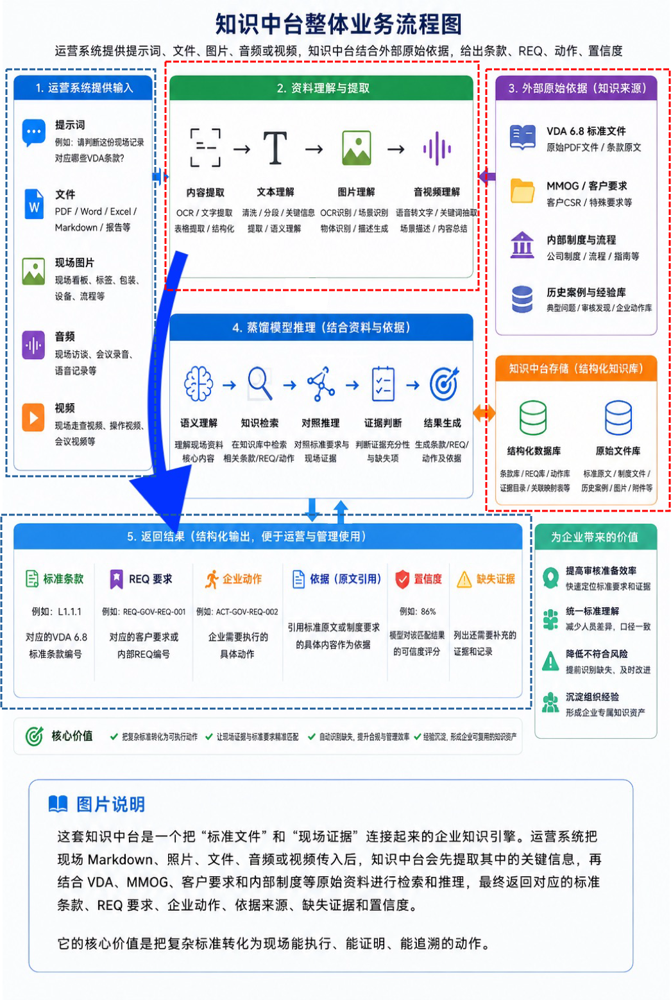 知识中台整体业务流程图
运营系统提供提示词、文件、图片、音频或视频，知识中台结合外部原始依据，给出条款、REQ、动作、置信度
1. 运营系统提供输入
提示词
例如：请判断这份现场记录
对应哪些VDA条款？
W
文件
PDF / Word / Excel /
Markdown / 报告等
现场图片
现场看板、标签、包装、
设备、流程等
音频
现场访谈、会议录音、
语音记录等
视频
现场走查视频、操作视频、
会议视频等
2. 资料理解与提取
T
内容提取
OCR / 文字提取
表格提取 / 结构化
文本理解
清洗 / 分段 / 关键信息
提取 / 语义理解
图片理解
OCR识别 / 场景识别
物体识别 / 描述生成
音视频理解
语音转文字 / 关键词抽取
场景描述 / 内容总结
3. 外部原始依据（知识来源）
VDA 6.8 标准文件
原始PDF文件 / 条款原文
MMOG / 客户要求
客户CSR / 特殊要求等
内部制度与流程
公司制度 / 流程 / 指南等
历史案例与经验库
典型问题 / 审核发现 / 企业动作库
4. 蒸馏模型推理（结合资料与依据）
语义理解
理解现场资料
核心内容
知识检索
在知识库中检索
相关条款/REQ/动作
对照推理
对照标准要求与
现场证据
证据判断
判断证据充分性
与缺失项
结果生成
生成条款/REQ/
动作及依据
知识中台存储（结构化知识库）
结构化数据库
条款库 / REQ库 / 动作库
证据目录 / 关联映射表等
原始文件库
标准原文 / 制度文件 /
历史案例 / 图片 / 附件等
5. 返回结果（结构化输出，便于运营与管理使用）
标准条款
例如：L1.1.1
对应的VDA 6.8
标准条款编号
REQ 要求
例如：REQ-GOV-REQ-001
对应的客户要求或
内部REQ编号
企业动作
例如：ACT-GOV-REQ-002
企业需要执行的
具体动作
依据（原文引用）
引用标准原文或制度要求
的具体内容作为依据
置信度
例如：86%
模型对该匹配结果
的可信度评分
缺失证据
列出还需要补充的
证据和记录
为企业带来的价值
提高审核准备效率
快速定位标准要求和证据
统一标准理解
减少人员差异，口径一致
降低不符合风险
提前识别缺失，及时改进
沉淀组织经验
形成企业专属知识资产
核心价值
把复杂标准转化为可执行动作
让现场证据与标准要求精准匹配
自动识别缺失，提升合规与管理效率
经验沉淀，形成企业可复用的知识资产
图片说明
这套知识中台是一个把“标准文件”和“现场证据”连接起来的企业知识引擎。运营系统把
现场 Markdown、照片、文件、音频或视频传入后，知识中台会先提取其中的关键信息，再
结合 VDA、MMOG、客户要求和内部制度等原始资料进行检索和推理，最终返回对应的标准
条款、REQ 要求、企业动作、依据来源、缺失证据和置信度。
它的核心价值是把复杂标准转化为现场能执行、能证明、能追溯的动作。